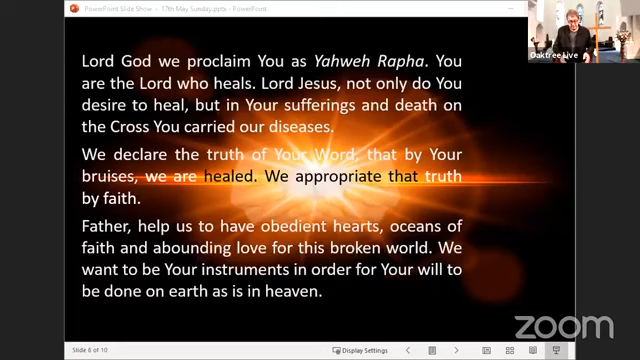 PowerPoint Slide Show - 17th May Sunday.pptx - PowerPoint
Lord God we proclaim You as Yahweh Rapha. You
are the Lord who heals. Lord Jesus, not only do You
desire to heal, but in Your sufferings and death on
the Cross You carried our diseases.
We declare the truth of Your Word, that by Your
bruises, we are healed. We appropriate that truth
by faith.
Father, help us to have obedient hearts, oceans of
faith and abounding love for this broken world. We
want to be Your instruments in order for Your will to
be done on earth as is in heaven.
Oaktree Live
Slide 6 of 10
Display Settings
zoom